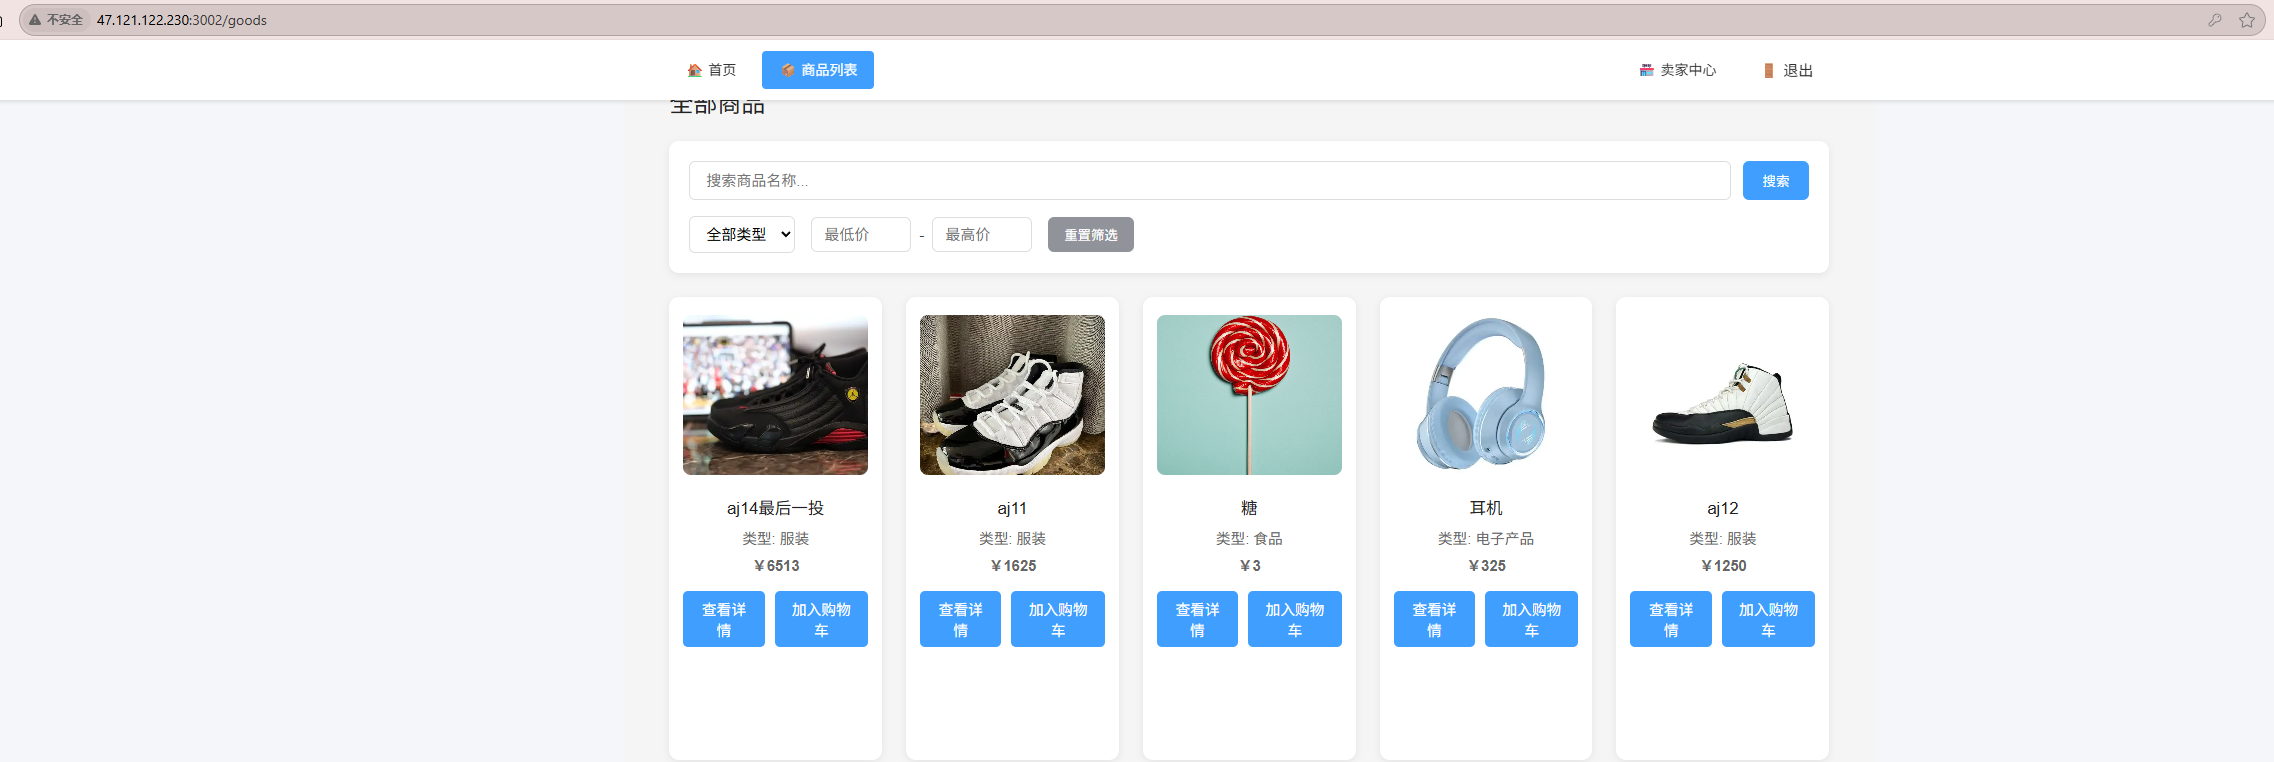 不安全 47.121.122.230:3002/goods
首页 商品列表 卖家中心 退出
全部商品
搜索商品名称... 搜索
全部类型 最低价 - 最高价 重置筛选
aj14最后一投
类型: 服装
￥6513
查看详
情
加入购物
车
aj11
类型: 服装
￥1625
查看详
情
加入购物
车
糖
类型: 食品
￥3
查看详
情
加入购物
车
耳机
类型: 电子产品
￥325
查看详
情
加入购物
车
aj12
类型: 服装
￥1250
查看详
情
加入购物
车